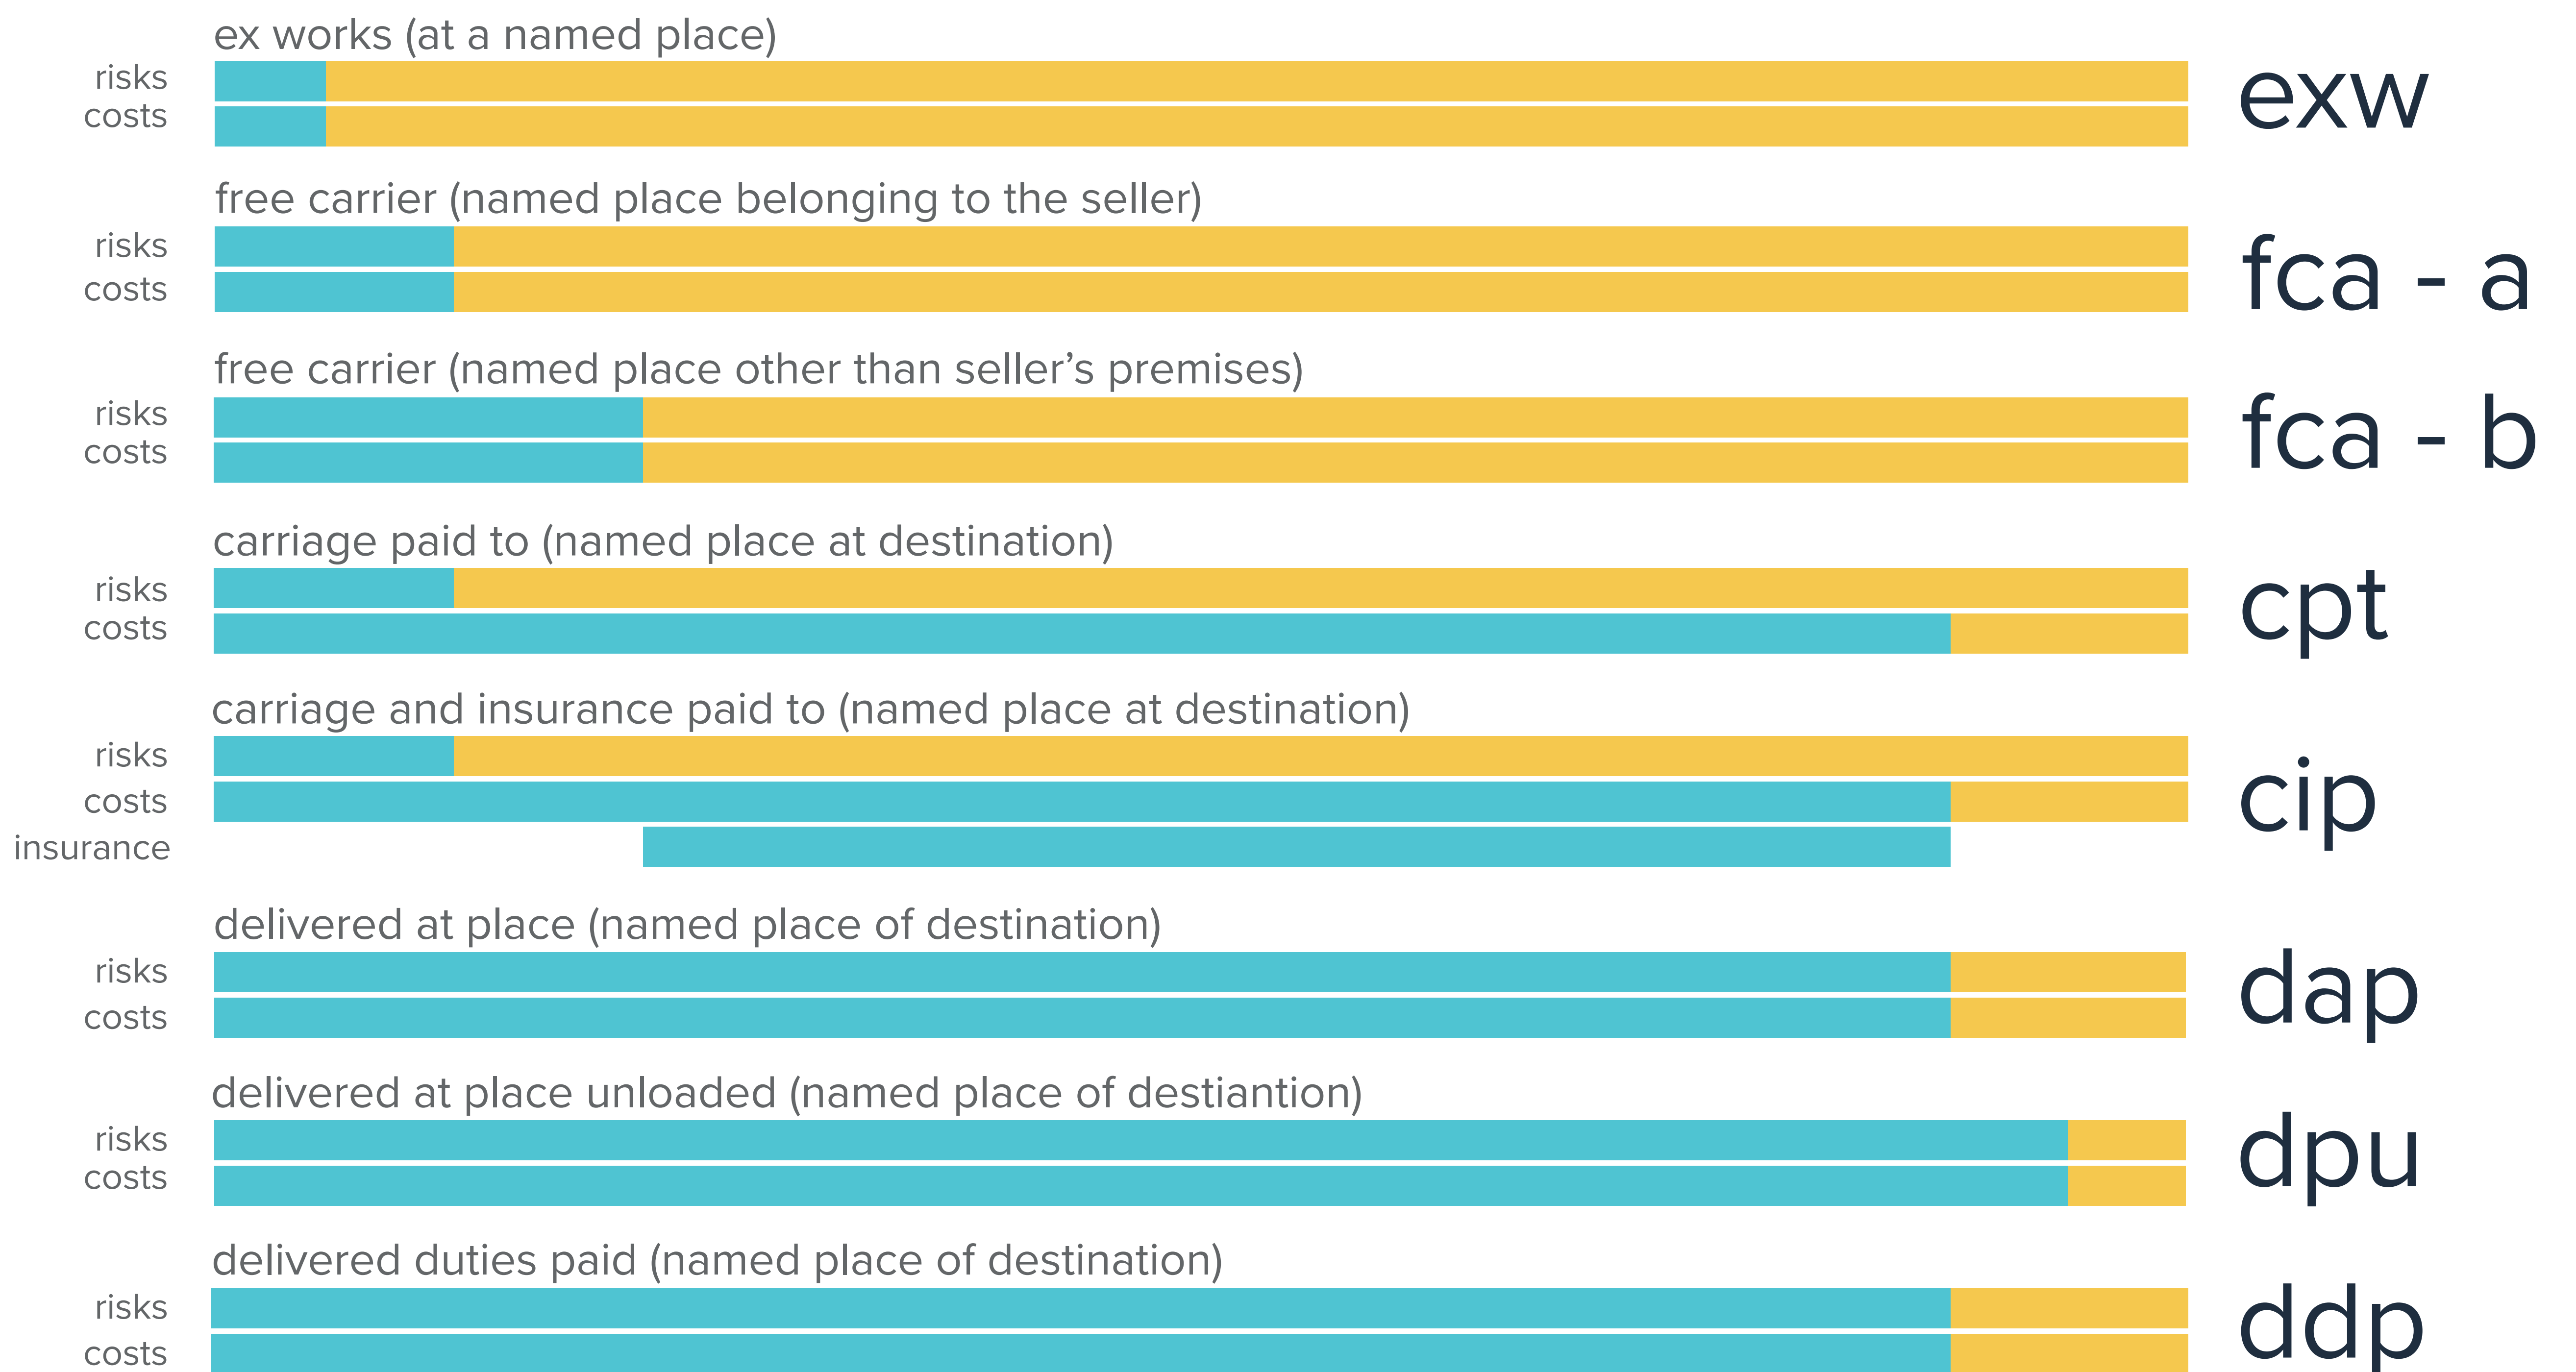 ex works (at a named place)
risks
costs
exw
free carrier (named place belonging to the seller)
risks
costs
fca - a
free carrier (named place other than seller’s premises)
risks
costs
fca - b
carriage paid to (named place at destination)
risks
costs
cpt
carriage and insurance paid to (named place at destination)
risks
costs
insurance
cip
delivered at place (named place of destination)
risks
costs
dap
delivered at place unloaded (named place of destiantion)
risks
costs
dpu
delivered duties paid (named place of destination)
risks
costs
ddp